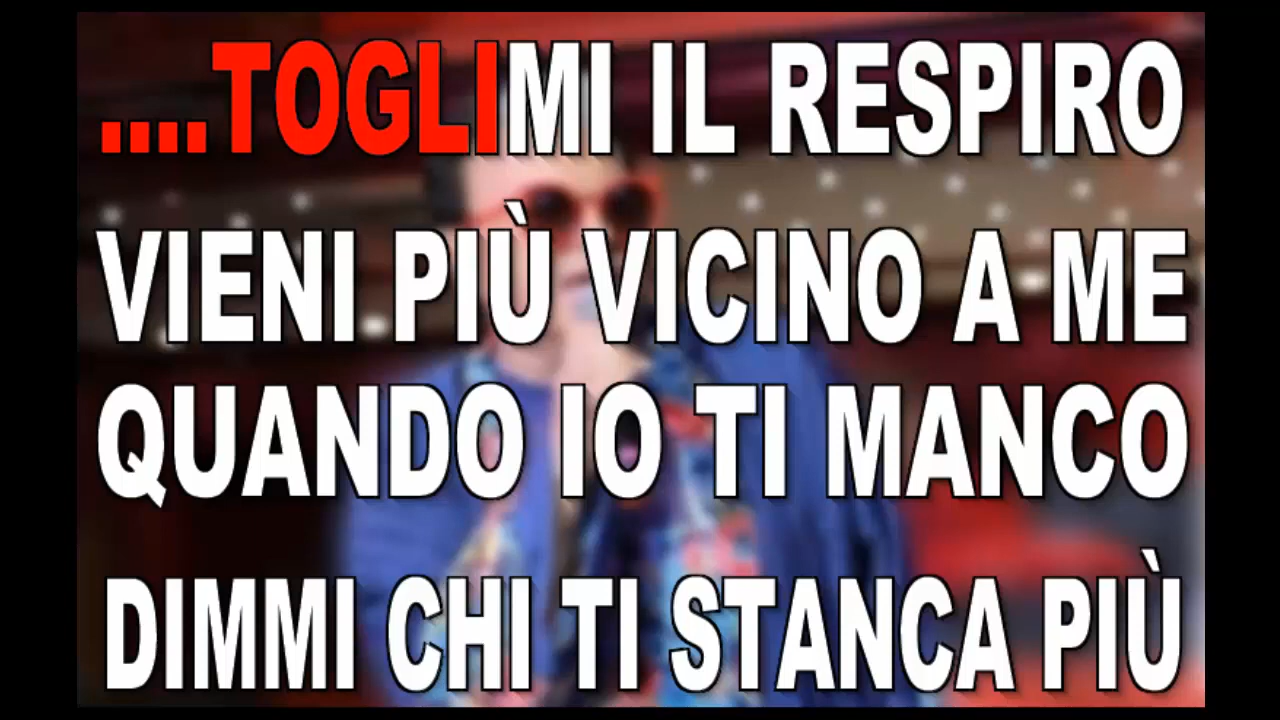 ....TOGLIMI IL RESPIRO
VIENI PIÙ VICINO A ME
QUANDO IO TI MANCO
DIMMI CHI TI STANCA PIÙ